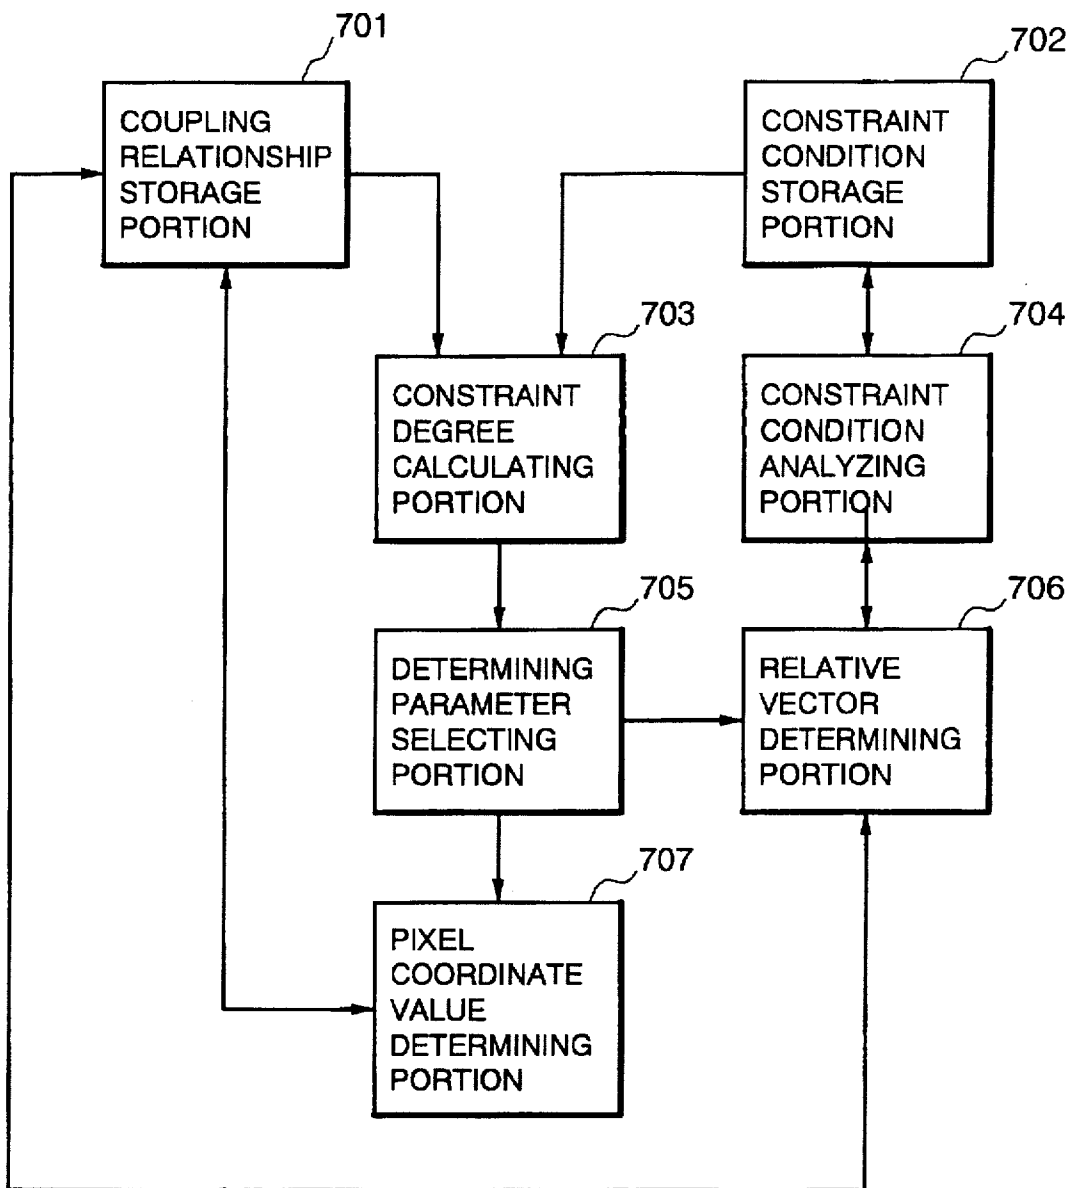 701
COUPLING
RELATIONSHIP
STORAGE
PORTION
702
CONSTRAINT
CONDITION
STORAGE
PORTION
703
CONSTRAINT
DEGREE
CALCULATING
PORTION
704
CONSTRAINT
CONDITION
ANALYZING
PORTION
705
DETERMINING
PARAMETER
SELECTING
PORTION
706
RELATIVE
VECTOR
DETERMINING
PORTION
707
PIXEL
COORDINATE
VALUE
DETERMINING
PORTION